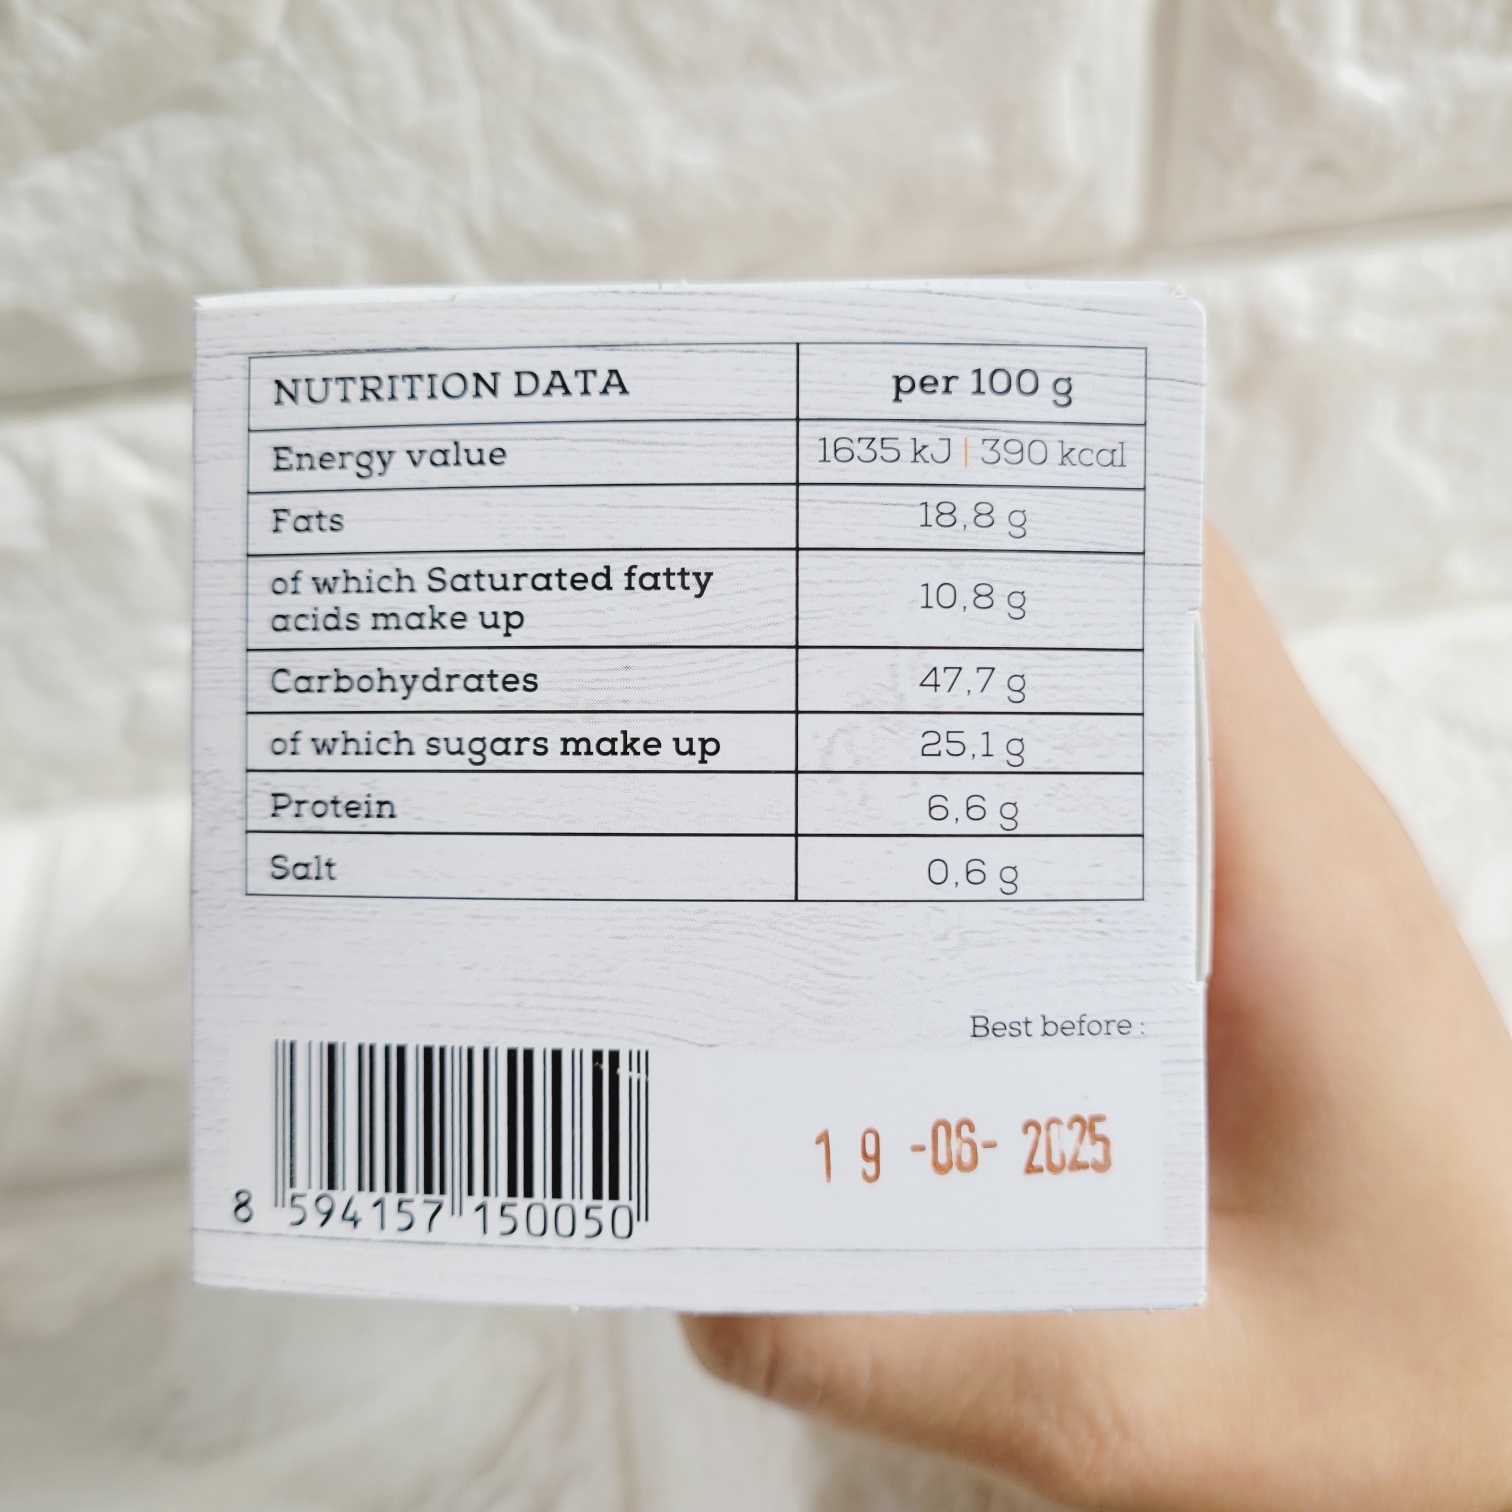 NUTRITION DATA per 100 g
Energy value 1635 kJ | 390 kcal
Fats 18,8 g
of which Saturated fatty
acids make up 10,8 g
Carbohydrates 47,7 g
of which sugars make up 25,1 g
Protein 6,6 g
Salt 0,6 g
Best before :
19 -06- 2025
8 594157 150050